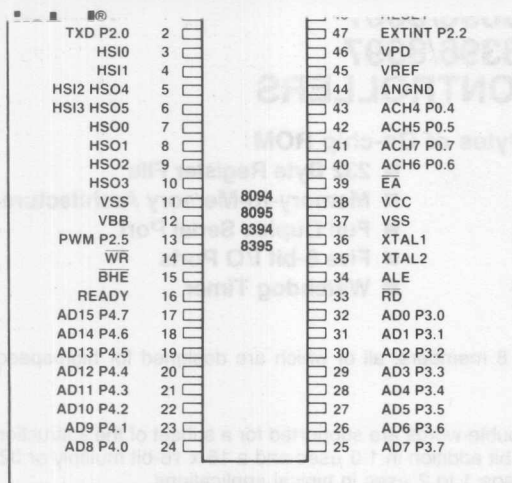 TXD P2.0 2 47 EXTINT P2.2
HSI0 3 46 VPD
HSI1 4 45 VREF
HSI2 HSO4 5 44 ANGND
HSI3 HSO5 6 43 ACH4 P0.4
HSO0 7 42 ACH5 P0.5
HSO1 8 41 ACH7 P0.7
HSO2 9 40 ACH6 P0.6
HSO3 10 39 EA
VSS 11 8094 38 VCC
VBB 12 8095 37 VSS
PWM P2.5 13 8394 36 XTAL1
WR 14 8395 35 XTAL2
BHE 15 34 ALE
READY 16 33 RD
AD15 P4.7 17 32 AD0 P3.0
AD14 P4.6 18 31 AD1 P3.1
AD13 P4.5 19 30 AD2 P3.2
AD12 P4.4 20 29 AD3 P3.3
AD11 P4.3 21 28 AD4 P3.4
AD10 P4.2 22 27 AD5 P3.5
AD9 P4.1 23 26 AD6 P3.6
AD8 P4.0 24 25 AD7 P3.7